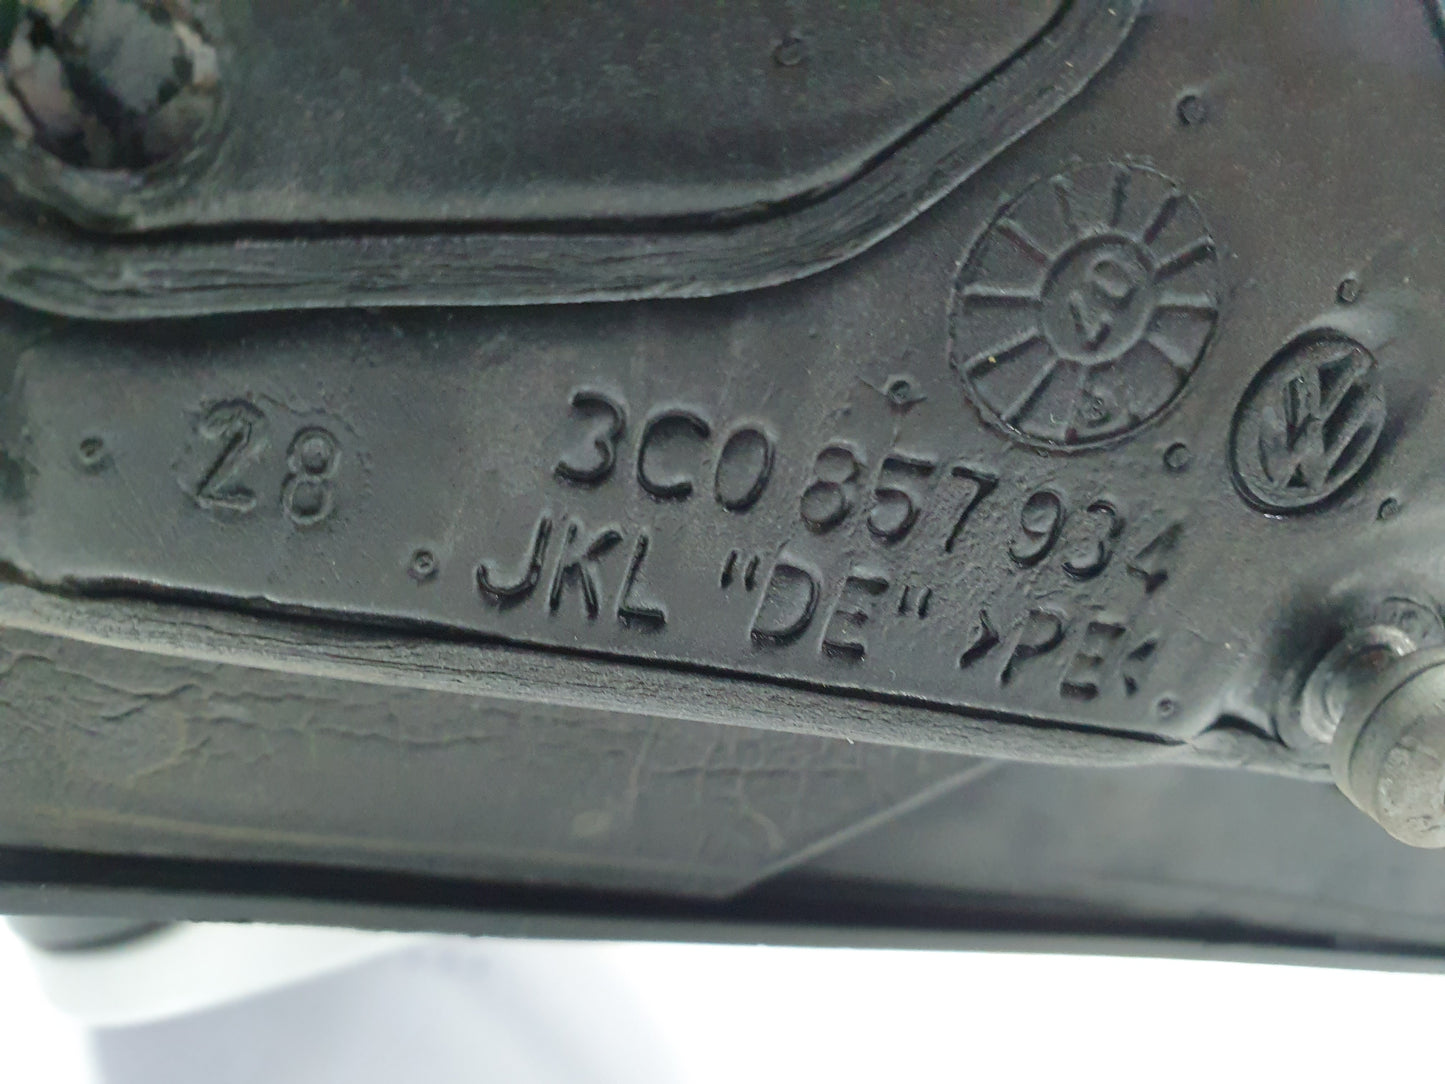 28
3C0 857 934
JKL "DE" >PE<